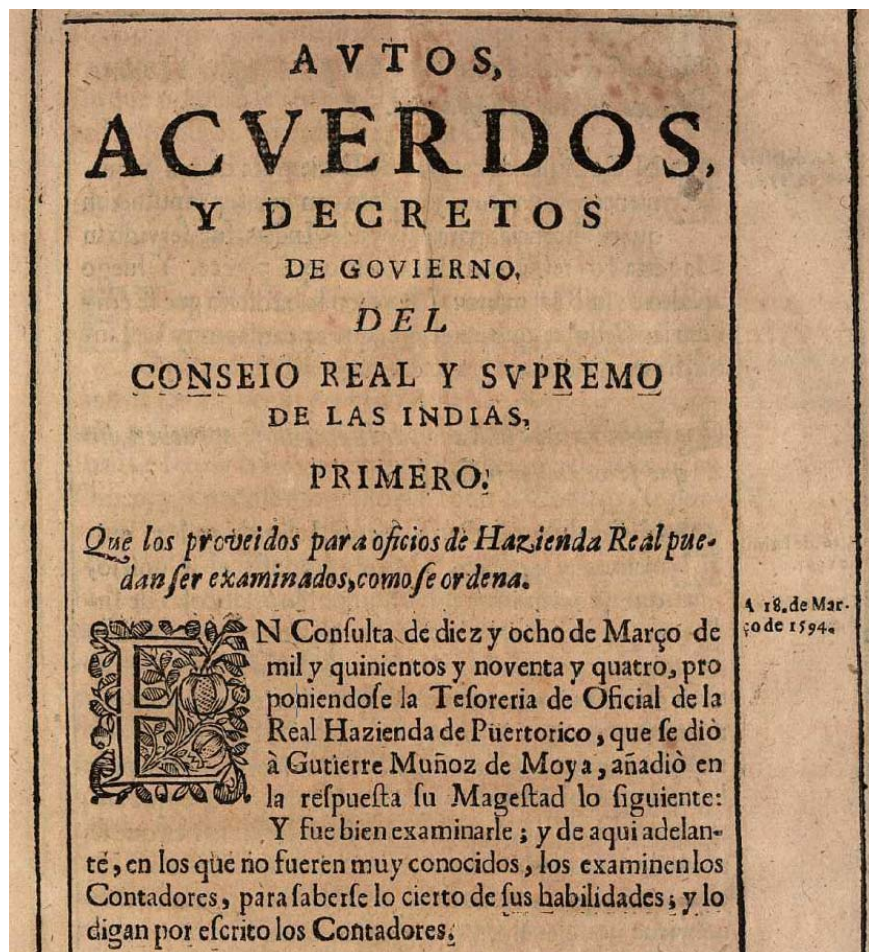 AVTOS,
ACVERDOS,
Y DECRETOS
DE GOVIERNO,
DEL
CONSEIO REAL Y SVPREMO
DE LAS INDIAS,
PRIMERO.
Que los proveidos para oficios de Hazienda Real pue-
dan ſer examinados, como ſe ordena.
EN Conſulta de diez y ocho de Março de
mil y quinientos y noventa y quatro, pro
poniendoſe la Teſoreria de Oficial de la
Real Hazienda de Puertorico, que ſe diò
à Gutierre Muñoz de Moya, añadiò en
la reſpueſta ſu Mageſtad lo ſiguiente:
Y fue bien examinarle; y de aqui adelan-
te, en los que no fueren muy conocidos, los examinen los
Contadores, para ſaberſe lo cierto de ſus habilidades; y lo
digan por eſcrito los Contadores.
A 18. de Mar-
ço de 1594.